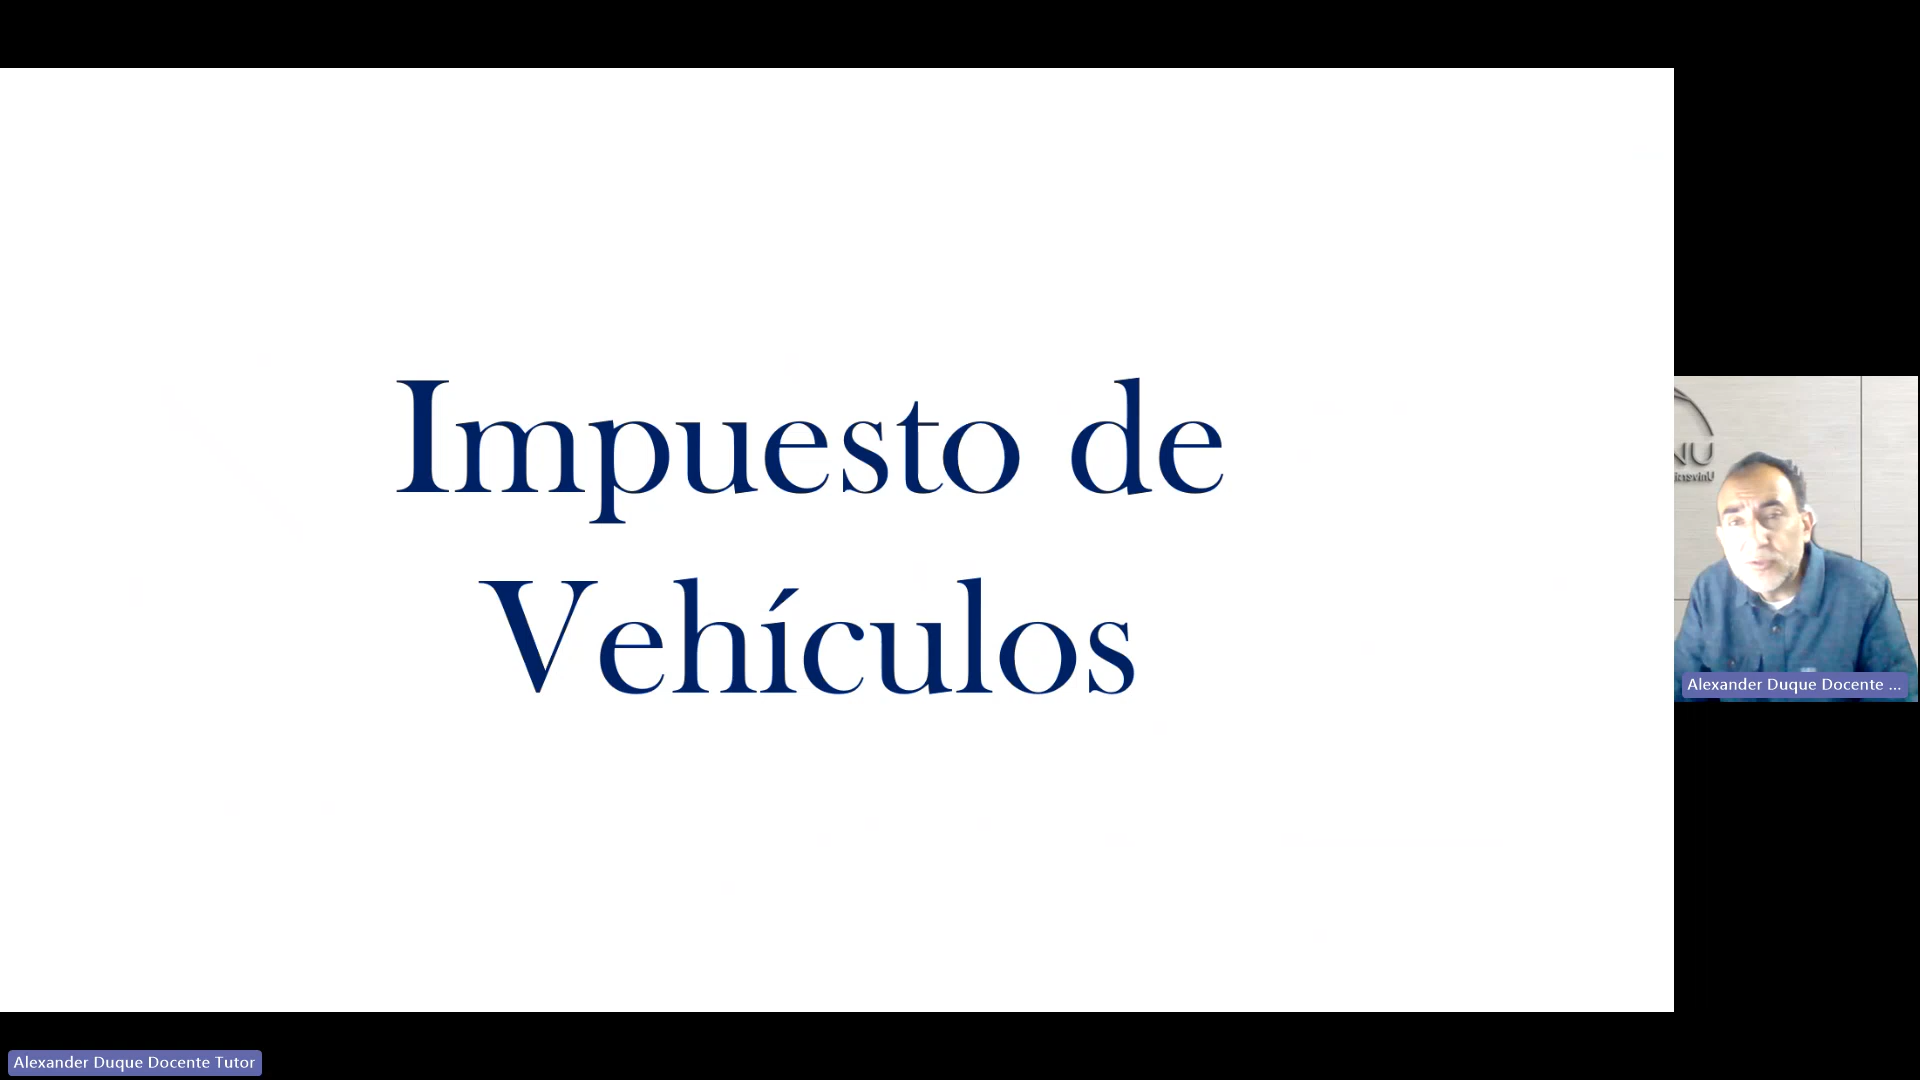 Impuesto de
Vehículos
Alexander Duque Docente ...
Alexander Duque Docente Tutor